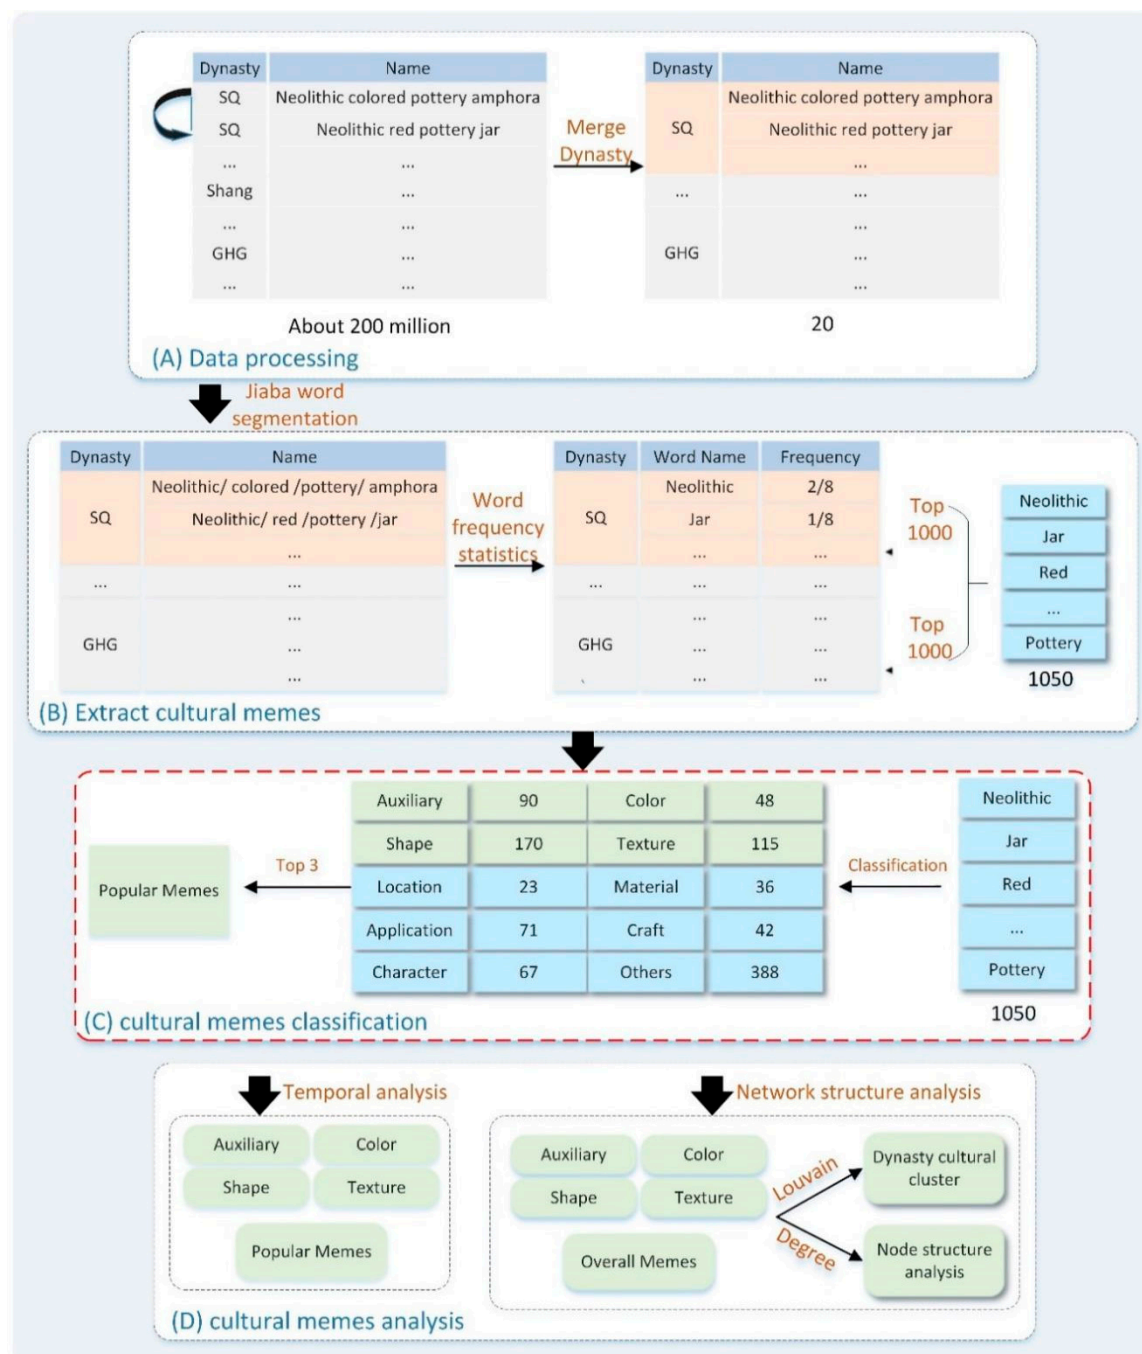 Dynasty Name
SQ Neolithic colored pottery amphora
SQ Neolithic red pottery jar
... ...
Shang ...
... ...
GHG ...
... ...
About 200 million
Merge
Dynasty
Dynasty Name
Neolithic colored pottery amphora
SQ Neolithic red pottery jar
...
... ...
...
GHG ...
...
20
(A) Data processing
Jiaba word
segmentation
Dynasty Name
Neolithic/ colored /pottery/ amphora
SQ Neolithic/ red /pottery /jar
...
... ...
...
GHG ...
...
Word
frequency
statistics
Dynasty Word Name Frequency
Neolithic 2/8
SQ Jar 1/8
... ...
... ... ...
... ...
GHG ... ...
... ...
Top
1000
Top
1000
Neolithic
Jar
Red
...
Pottery
1050
(B) Extract cultural memes
Popular Memes
Top 3
Auxiliary 90 Color 48
Shape 170 Texture 115
Location 23 Material 36
Application 71 Craft 42
Character 67 Others 388
Classification
Neolithic
Jar
Red
...
Pottery
1050
(C) cultural memes classification
Temporal analysis
Auxiliary Color
Shape Texture
Popular Memes
Network structure analysis
Auxiliary Color
Shape Texture
Overall Memes
Louvain
Degree
Dynasty cultural
cluster
Node structure
analysis
(D) cultural memes analysis